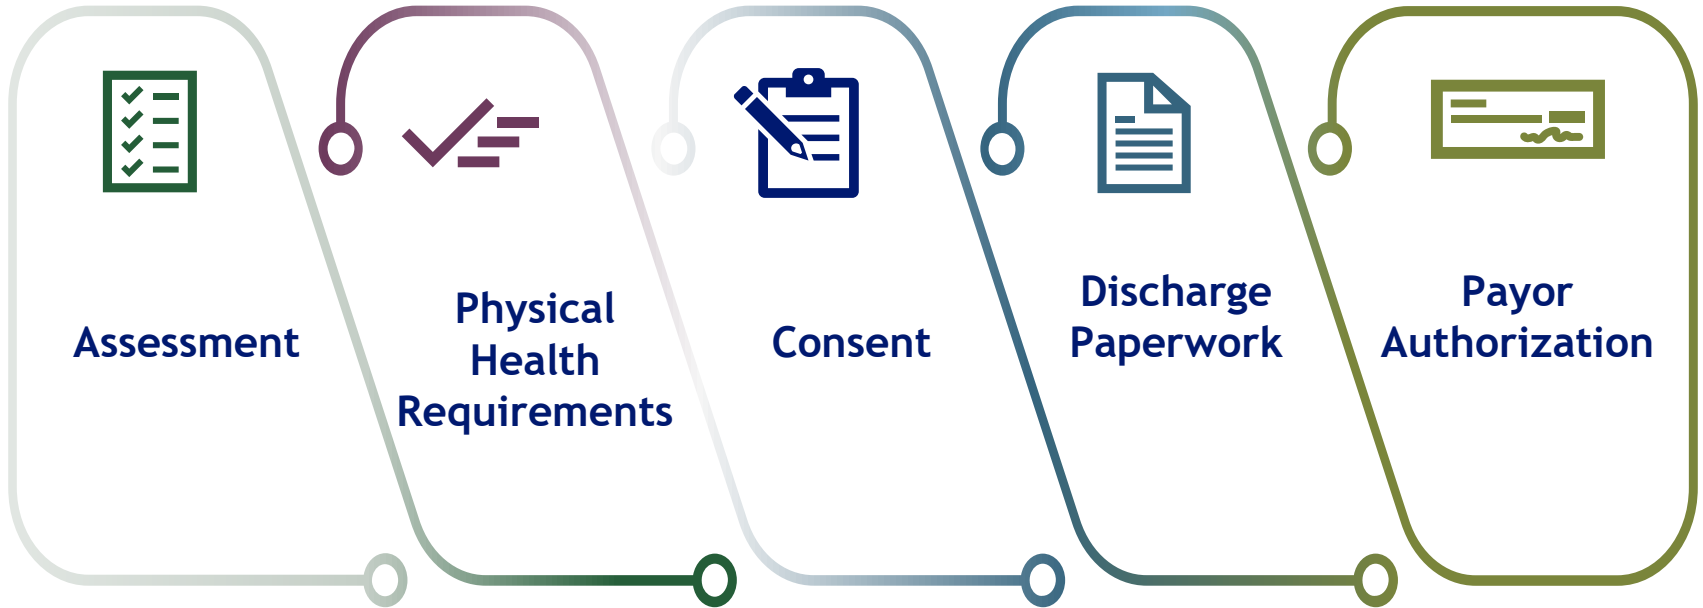 Assessment
Physical
Health
Requirements
Consent
Discharge
Paperwork
Payor
Authorization